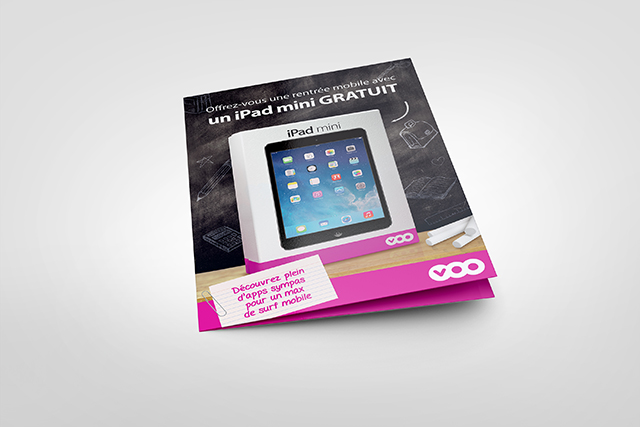 Offrez-vous une rentrée mobile avec
un iPad mini GRATUIT
iPad mini
VOO
VOO
Découvrez plein
d'apps sympas
pour un max
de surf mobile